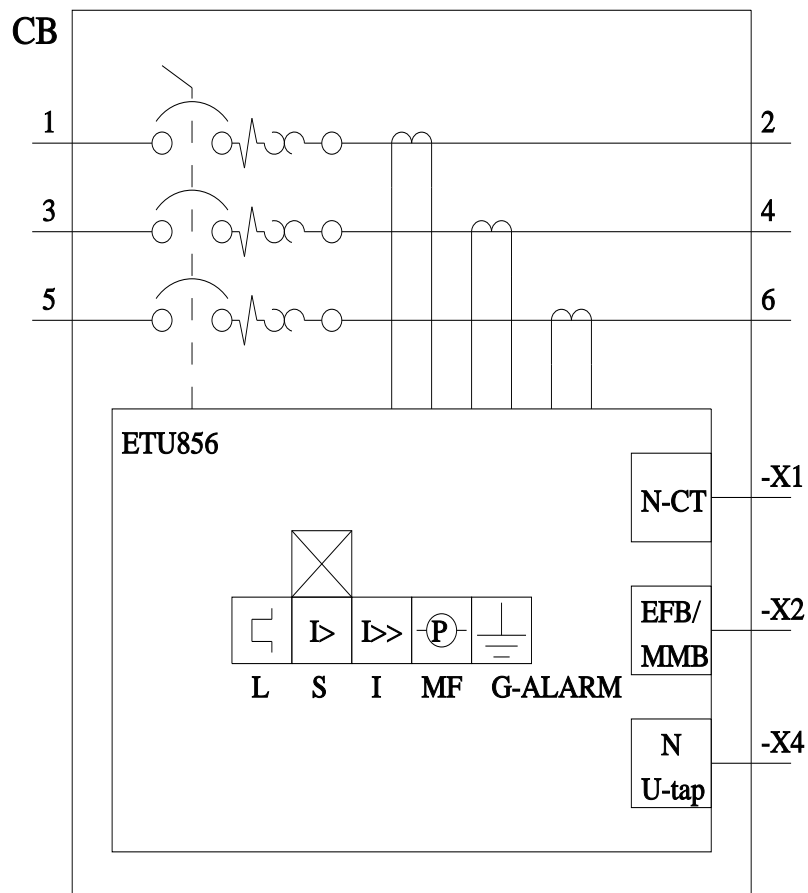 CB
1 2
3 4
5 6
ETU856
N-CT -X1
I> I>> P
L S I MF G-ALARM
EFB/
MMB
-X2
N
U-tap
-X4